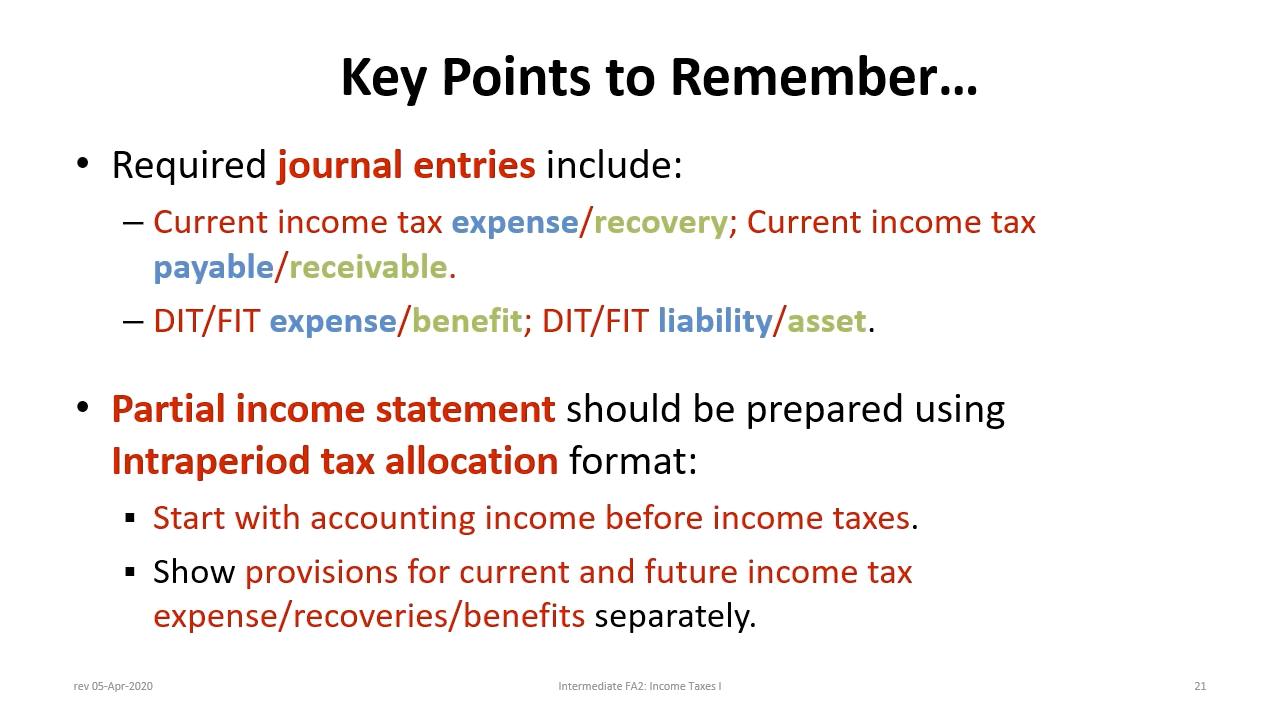 Key Points to Remember…
• Required journal entries include:
– Current income tax expense/recovery; Current income tax
payable/receivable.
– DIT/FIT expense/benefit; DIT/FIT liability/asset.
• Partial income statement should be prepared using
Intraperiod tax allocation format:
▪ Start with accounting income before income taxes.
▪ Show provisions for current and future income tax
expense/recoveries/benefits separately.
rev 05-Apr-2020
Intermediate FA2: Income Taxes I
21